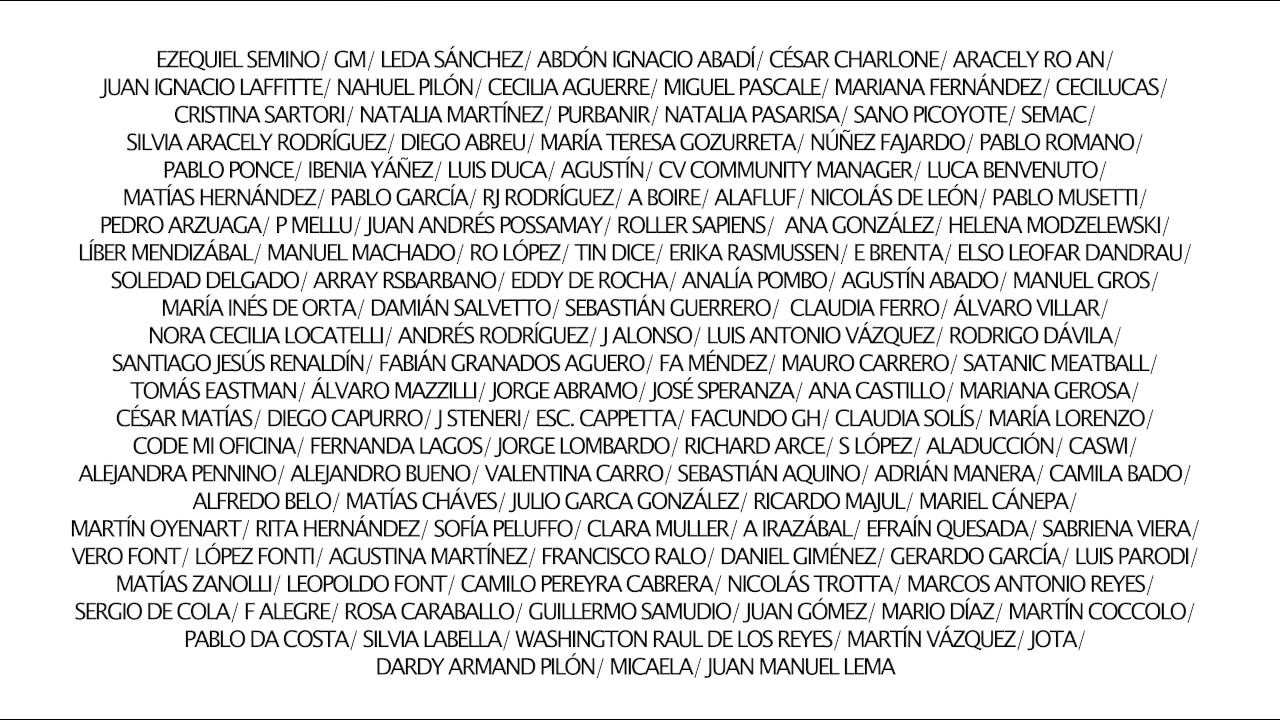 EZEQUIEL SEMINO/ GM/ LEDA SÁNCHEZ/ ABDÓN IGNACIO ABADÍ/ CÉSAR CHARLONE/ ARACELY RO AN/
JUAN IGNACIO LAFFITTE/ NAHUEL PILÓN/ CECILIA AGUERRE/ MIGUEL PASCALE/ MARIANA FERNÁNDEZ/ CECILUCAS/
CRISTINA SARTORI/ NATALIA MARTÍNEZ/ PURBANIR/ NATALIA PASARISA/ SANO PICOYOTE/ SEMAC/
SILVIA ARACELY RODRÍGUEZ/ DIEGO ABREU/ MARÍA TERESA GOZURRETA/ NÚÑEZ FAJARDO/ PABLO ROMANO/
PABLO PONCE/ IBENIA YÁÑEZ/ LUIS DUCA/ AGUSTÍN/ CV COMMUNITY MANAGER/ LUCA BENVENUTO/
MATÍAS HERNÁNDEZ/ PABLO GARCÍA/ RJ RODRÍGUEZ/ A BOIRE/ ALAFLUF/ NICOLÁS DE LEÓN/ PABLO MUSETTI/
PEDRO ARZUAGA/ P MELLU/ JUAN ANDRÉS POSSAMAY/ ROLLER SAPIENS/ ANA GONZÁLEZ/ HELENA MODZELEWSKI/
LÍBER MENDIZÁBAL/ MANUEL MACHADO/ RO LÓPEZ/ TIN DICE/ ERIKA RASMUSSEN/ E BRENTA/ ELSO LEOFAR DANDRAU/
SOLEDAD DELGADO/ ARRAY RSBARBANO/ EDDY DE ROCHA/ ANALÍA POMBO/ AGUSTÍN ABADO/ MANUEL GROS/
MARÍA INÉS DE ORTA/ DAMIÁN SALVETTO/ SEBASTIÁN GUERRERO/ CLAUDIA FERRO/ ÁLVARO VILLAR/
NORA CECILIA LOCATELLI/ ANDRÉS RODRÍGUEZ/ J ALONSO/ LUIS ANTONIO VÁZQUEZ/ RODRIGO DÁVILA/
SANTIAGO JESÚS RENALDÍN/ FABIÁN GRANADOS AGUERO/ FA MÉNDEZ/ MAURO CARRERO/ SATANIC MEATBALL/
TOMÁS EASTMAN/ ÁLVARO MAZZILLI/ JORGE ABRAMO/ JOSÉ SPERANZA/ ANA CASTILLO/ MARIANA GEROSA/
CÉSAR MATÍAS/ DIEGO CAPURRO/ J STENERI/ ESC. CAPPETTA/ FACUNDO GH/ CLAUDIA SOLÍS/ MARÍA LORENZO/
CODE MI OFICINA/ FERNANDA LAGOS/ JORGE LOMBARDO/ RICHARD ARCE/ S LÓPEZ/ ALADUCCIÓN/ CASWI/
ALEJANDRA PENNINO/ ALEJANDRO BUENO/ VALENTINA CARRO/ SEBASTIÁN AQUINO/ ADRIÁN MANERA/ CAMILA BADO/
ALFREDO BELO/ MATÍAS CHÁVES/ JULIO GARCA GONZÁLEZ/ RICARDO MAJUL/ MARIEL CÁNEPA/
MARTÍN OYENART/ RITA HERNÁNDEZ/ SOFÍA PELUFFO/ CLARA MULLER/ A IRAZÁBAL/ EFRAÍN QUESADA/ SABRIENA VIERA/
VERO FONT/ LÓPEZ FONTI/ AGUSTINA MARTÍNEZ/ FRANCISCO RALO/ DANIEL GIMÉNEZ/ GERARDO GARCÍA/ LUIS PARODI/
MATÍAS ZANOLLI/ LEOPOLDO FONT/ CAMILO PEREYRA CABRERA/ NICOLÁS TROTTA/ MARCOS ANTONIO REYES/
SERGIO DE COLA/ F ALEGRE/ ROSA CARABALLO/ GUILLERMO SAMUDIO/ JUAN GÓMEZ/ MARIO DÍAZ/ MARTÍN COCCOLO/
PABLO DA COSTA/ SILVIA LABELLA/ WASHINGTON RAUL DE LOS REYES/ MARTÍN VÁZQUEZ/ JOTA/
DARDY ARMAND PILÓN/ MICAELA/ JUAN MANUEL LEMA